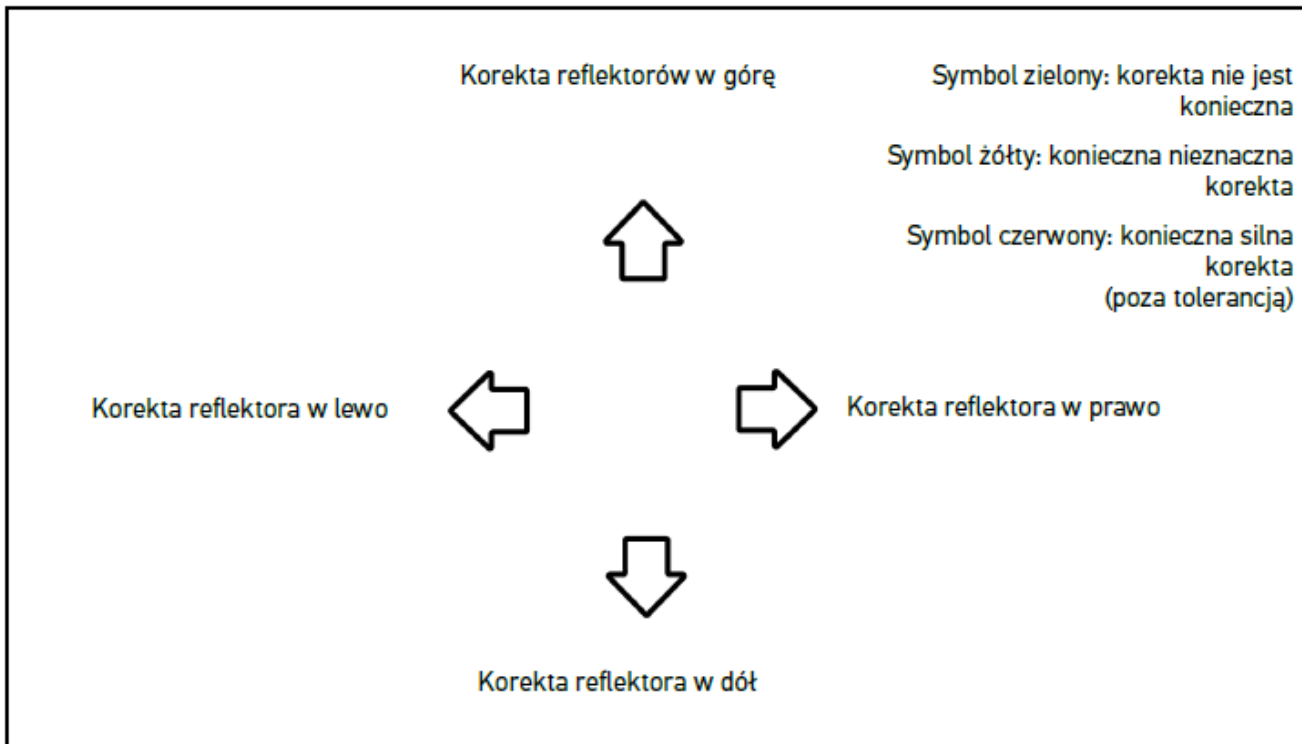 Korekta reflektorów w górę
Symbol zielony: korekta nie jest
konieczna
Symbol żółty: konieczna nieznaczna
korekta
Symbol czerwony: konieczna silna
korekta
(poza tolerancją)
Korekta reflektora w lewo
Korekta reflektora w prawo
Korekta reflektora w dół